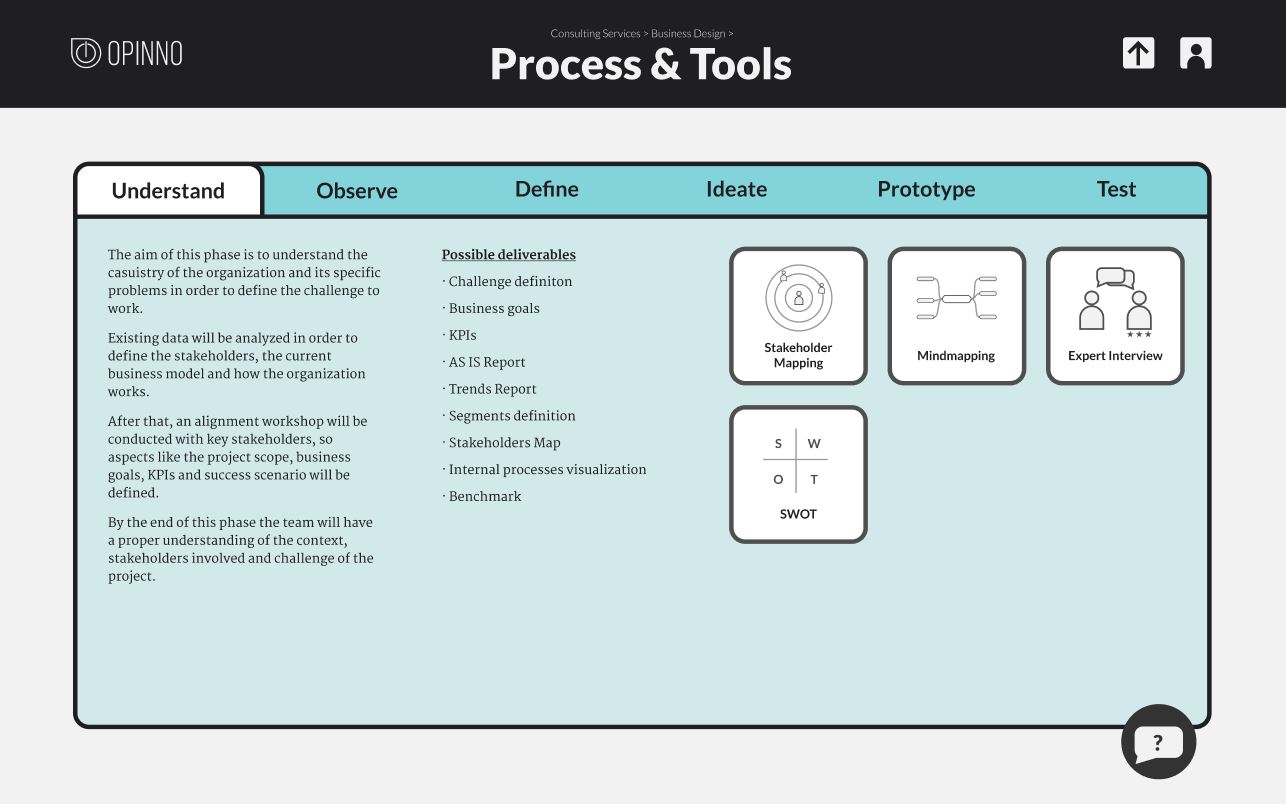 OPINNO
Consulting Services > Business Design >
Process & Tools
Understand
Observe
Define
Ideate
Prototype
Test
The aim of this phase is to understand the
casuistry of the organization and its specific
problems in order to define the challenge to
work.
Existing data will be analyzed in order to
define the stakeholders, the current
business model and how the organization
works.
After that, an alignment workshop will be
conducted with key stakeholders, so
aspects like the project scope, business
goals, KPIs and success scenario will be
defined.
By the end of this phase the team will have
a proper understanding of the context,
stakeholders involved and challenge of the
project.
Possible deliverables
· Challenge definiton
· Business goals
· KPIs
· AS IS Report
· Trends Report
· Segments definition
· Stakeholders Map
· Internal processes visualization
· Benchmark
Stakeholder
Mapping
Mindmapping
Expert Interview
S W
O T
SWOT
?